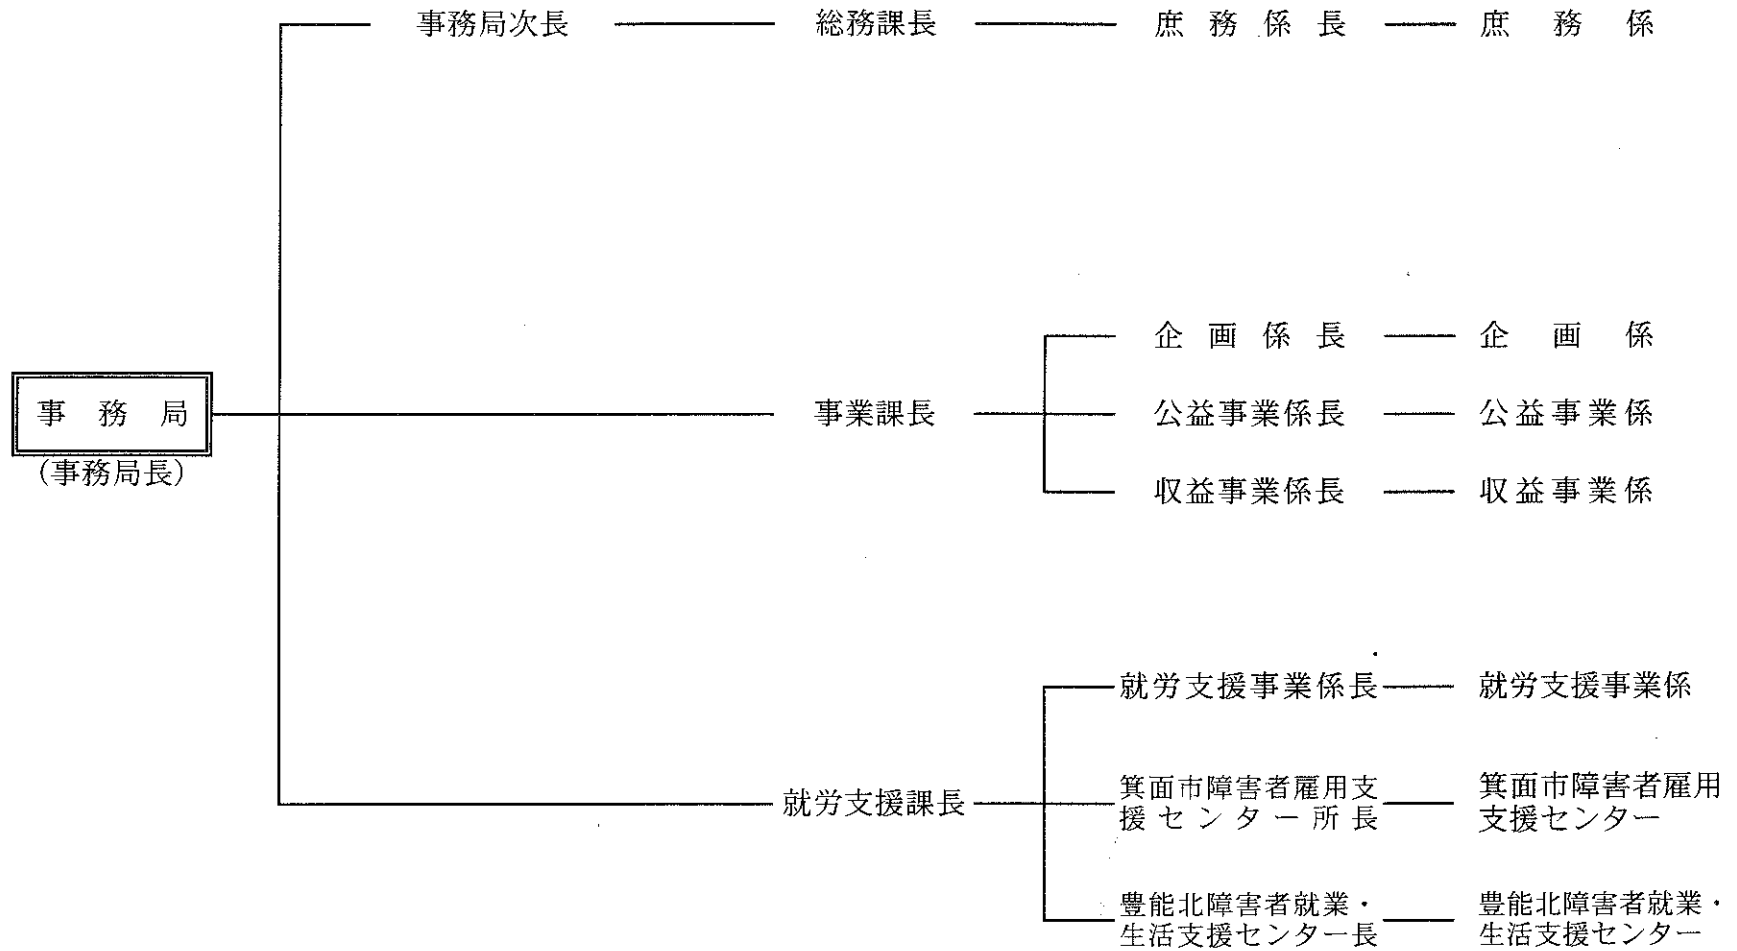 事務局次長 総務課長 庶務係長 庶務係
企画係長 企画係
事務局 事業課長 公益事業係長 公益事業係
(事務局長)
収益事業係長 収益事業係
就労支援事業係長 就労支援事業係
就労支援課長
箕面市障害者雇用支
援センター所長
箕面市障害者雇用
支援センター
豊能北障害者就業・
生活支援センター長
豊能北障害者就業・
生活支援センター